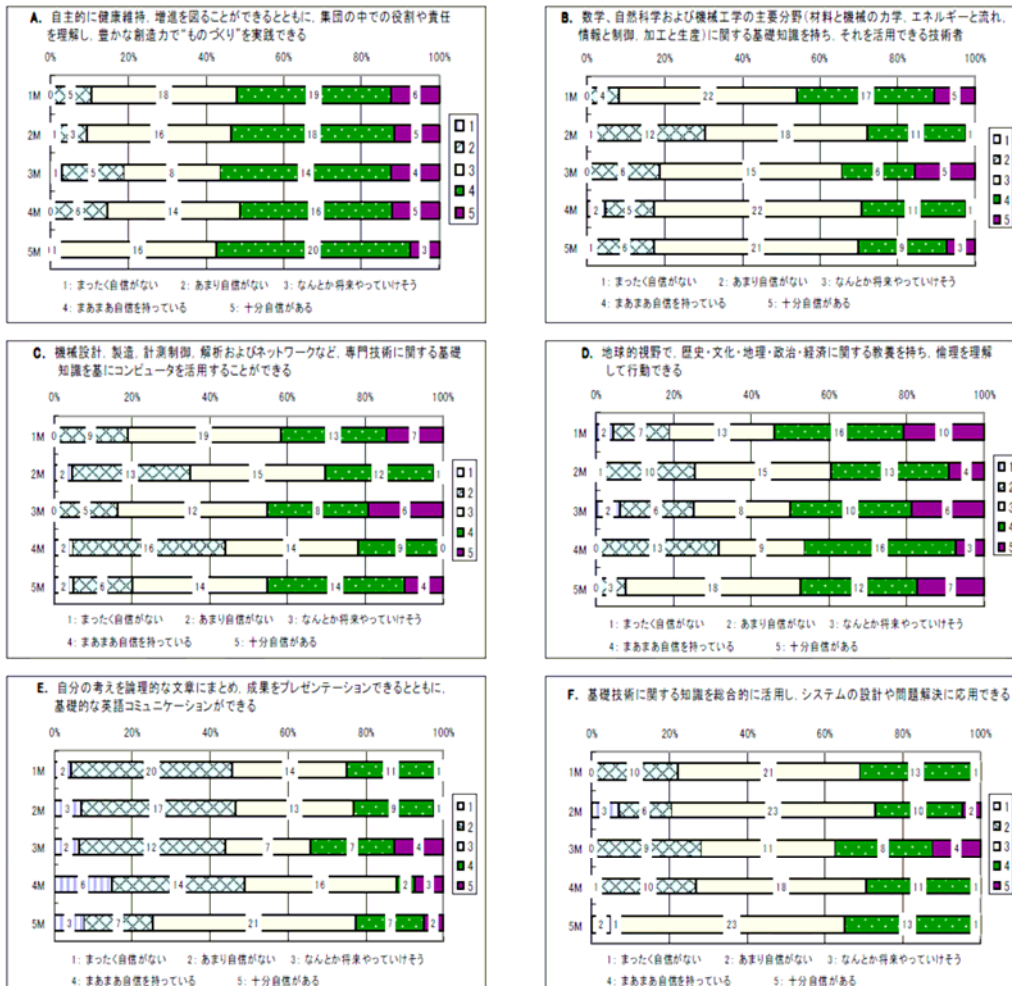 A. 自主的に健康維持, 増進を図ることができるとともに, 集団の中での役割や責任
を理解し, 豊かな創造力で“ものづくり”を実践できる
0% 20% 40% 60% 80% 100%
1M 0 5 18 19 6
2M 1 3 16 18 5
3M 1 5 8 14 4
4M 0 6 14 16 5
5M 0 1 16 20 3
1
2
3
4
5
1: まったく自信がない 2: あまり自信がない 3: なんとか将来やっていけそう
4: まあまあ自信を持っている 5: 十分自信がある
B. 数学、自然科学および機械工学の主要分野(材料と機械の力学, エネルギーと流れ,
情報と制御, 加工と生産)に関する基礎知識を持ち, それを活用できる技術者
0% 20% 40% 60% 80% 100%
1M 0 4 22 17 5
2M 1 12 18 11 1
3M 0 6 15 6 5
4M 2 5 22 11 1
5M 1 6 21 9 3
1
2
3
4
5
1: まったく自信がない 2: あまり自信がない 3: なんとか将来やっていけそう
4: まあまあ自信を持っている 5: 十分自信がある
C. 機械設計, 製造, 計測制御, 解析およびネットワークなど, 専門技術に関する基礎
知識を基にコンピュータを活用することができる
0% 20% 40% 60% 80% 100%
1M 0 9 19 13 7
2M 2 13 15 12 1
3M 0 5 12 8 6
4M 2 16 14 9 0
5M 2 6 14 14 4
1
2
3
4
5
1: まったく自信がない 2: あまり自信がない 3: なんとか将来やっていけそう
4: まあまあ自信を持っている 5: 十分自信がある
D. 地球的視野で, 歴史・文化・地理・政治・経済に関する教養を持ち, 倫理を理解
して行動できる
0% 20% 40% 60% 80% 100%
1M 2 7 13 16 10
2M 1 10 15 13 4
3M 2 6 8 10 6
4M 0 13 9 16 3
5M 0 3 18 12 7
1
2
3
4
5
1: まったく自信がない 2: あまり自信がない 3: なんとか将来やっていけそう
4: まあまあ自信を持っている 5: 十分自信がある
E. 自分の考えを論理的な文章にまとめ, 成果をプレゼンテーションできるとともに,
基礎的な英語コミュニケーションができる
0% 20% 40% 60% 80% 100%
1M 2 20 14 11 1
2M 3 17 13 9 1
3M 2 12 7 7 4
4M 6 14 16 2 3
5M 3 7 21 7 2
1
2
3
4
5
1: まったく自信がない 2: あまり自信がない 3: なんとか将来やっていけそう
4: まあまあ自信を持っている 5: 十分自信がある
F. 基礎技術に関する知識を総合的に活用し, システムの設計や問題解決に応用できる
0% 20% 40% 60% 80% 100%
1M 0 10 21 13 1
2M 3 6 23 10 2
3M 0 9 11 8 4
4M 1 10 18 11 1
5M 2 1 23 13 1
1
2
3
4
5
1: まったく自信がない 2: あまり自信がない 3: なんとか将来やっていけそう
4: まあまあ自信を持っている 5: 十分自信がある